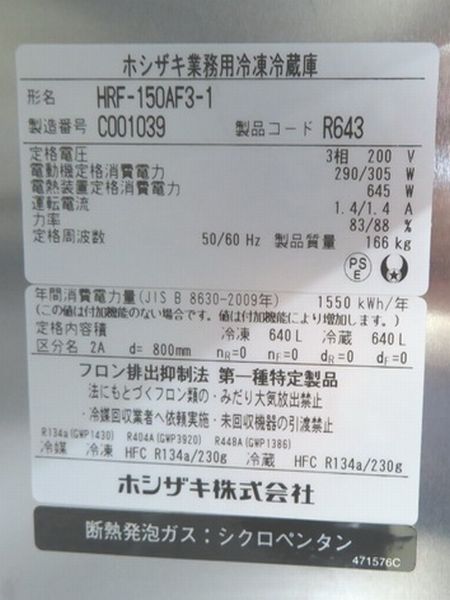 ホシザキ業務用冷凍冷蔵庫
形名 HRF-150AF3-1
製造番号 C001039 製品コード R643
定格電圧 3相 200 V
電動機定格消費電力 290/305 W
電熱装置定格消費電力 645 W
運転電流 1.4/1.4 A
力率 83/88 %
定格周波数 50/60 Hz 製品質量 166 kg
PS
E
年間消費電力量(JIS B 8630-2009年) 1550 kWh/年
(この値は付加機能のない場合です。値は付加機能により増加します。)
定格内容積 冷凍 640 L 冷蔵 640 L
区分名 2A d= 800mm nR=0 nF=0 dR=0 dF=0
フロン排出抑制法 第一種特定製品
法にもとづくフロン類の・みだり大気放出禁止
・冷媒回収業者へ依頼実施・未回収機器の引渡禁止
R134a(GWP1430) R404A(GWP3920) R448A(GWP1386)
冷媒 冷凍 HFC R134a/230g 冷蔵 HFC R134a/230g
ホシザキ株式会社
断熱発泡ガス：シクロペンタン
471576C